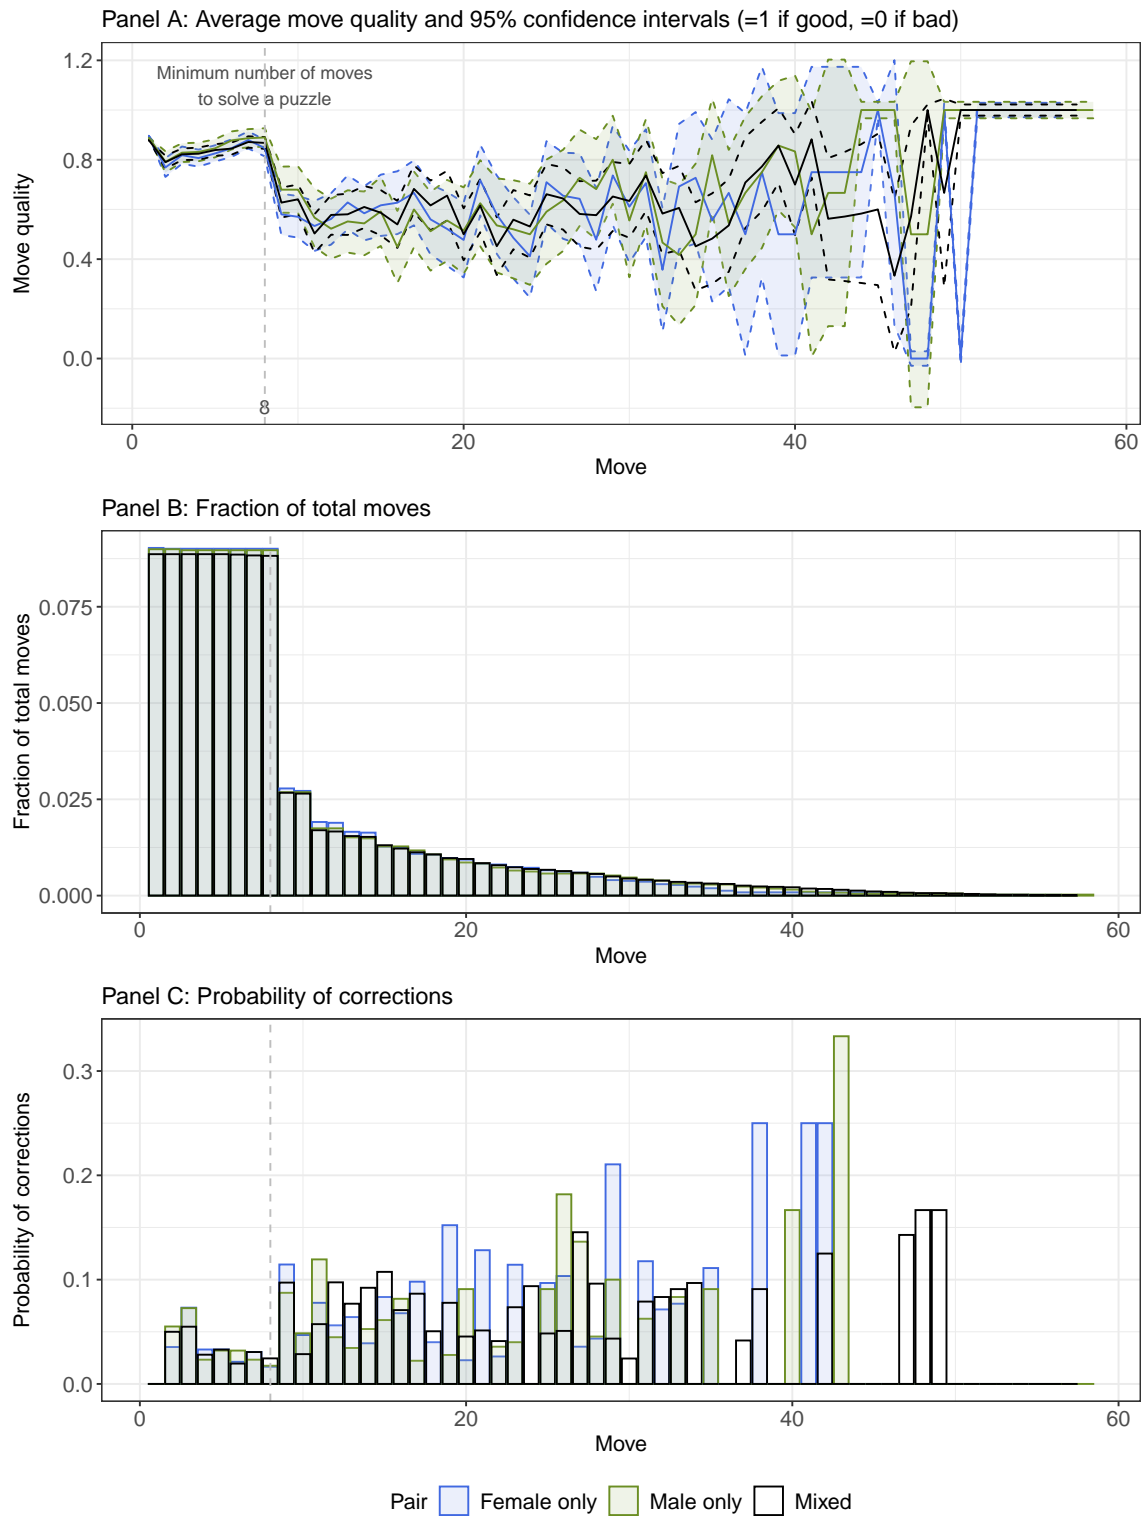 Panel A: Average move quality and 95% confidence intervals (=1 if good, =0 if bad)
Move quality
1.2
0.8
0.4
0.0
Minimum number of moves
to solve a puzzle
8
0
20
40
60
Move
Panel B: Fraction of total moves
Fraction of total moves
0.075
0.050
0.025
0.000
0
20
40
60
Move
Panel C: Probability of corrections
Probability of corrections
0.3
0.2
0.1
0.0
0
20
40
60
Move
Pair
Female only
Male only
Mixed